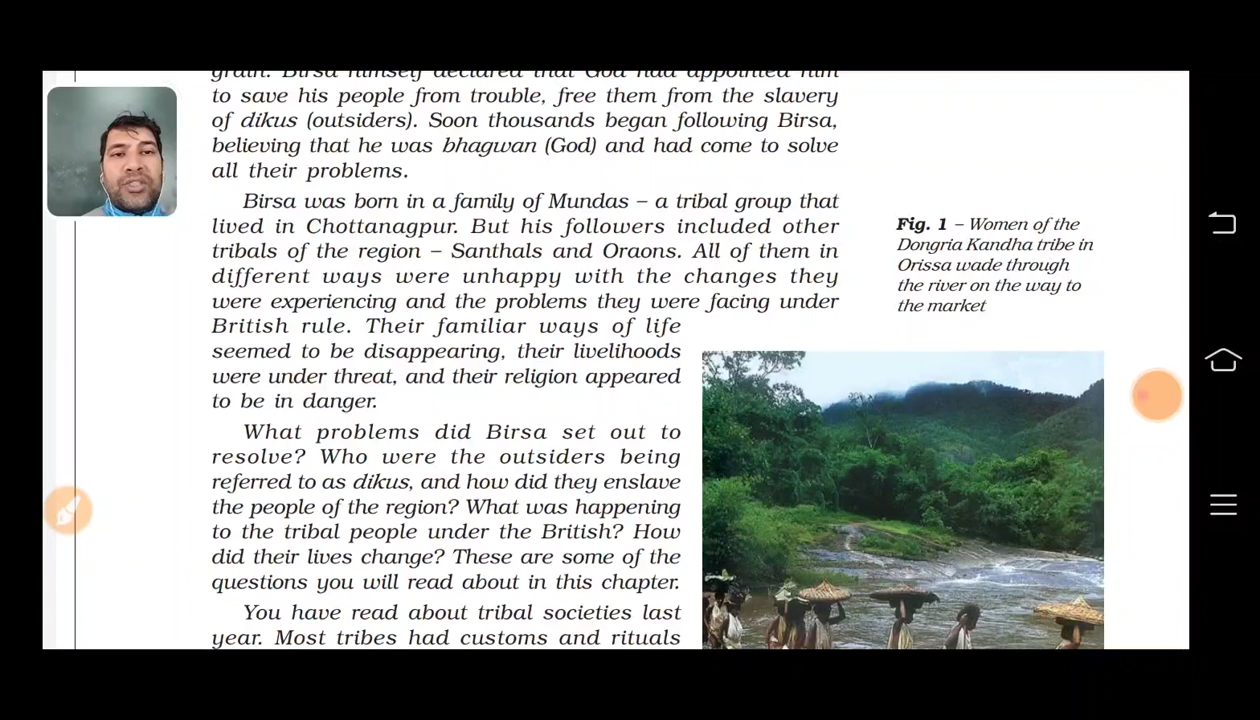 grain. Birsa himself declared that God had appointed him
to save his people from trouble, free them from the slavery
of dikus (outsiders). Soon thousands began following Birsa,
believing that he was bhagwan (God) and had come to solve
all their problems.
Birsa was born in a family of Mundas – a tribal group that
lived in Chottanagpur. But his followers included other
tribals of the region – Santhals and Oraons. All of them in
different ways were unhappy with the changes they
were experiencing and the problems they were facing under
British rule. Their familiar ways of life
seemed to be disappearing, their livelihoods
were under threat, and their religion appeared
to be in danger.
What problems did Birsa set out to
resolve? Who were the outsiders being
referred to as dikus, and how did they enslave
the people of the region? What was happening
to the tribal people under the British? How
did their lives change? These are some of the
questions you will read about in this chapter.
You have read about tribal societies last
year. Most tribes had customs and rituals
Fig. 1 – Women of the
Dongria Kandha tribe in
Orissa wade through
the river on the way to
the market